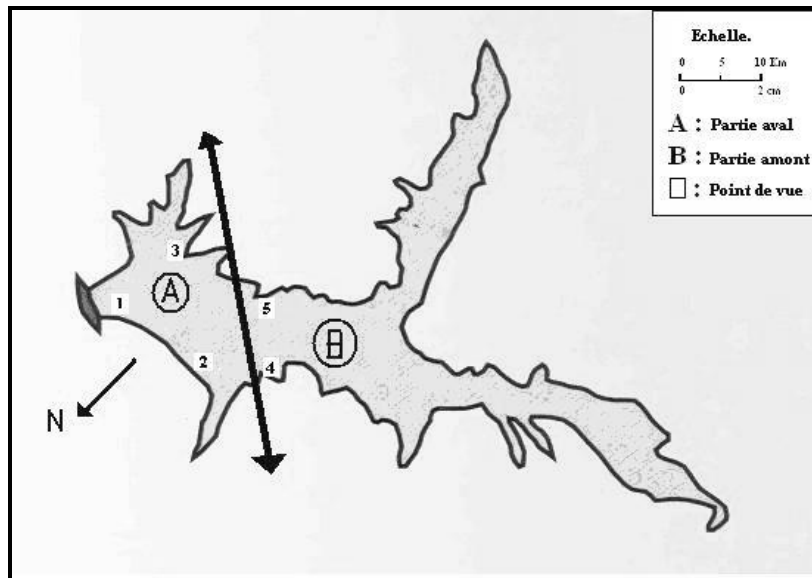 Echelle.
0 5 10 Km
0 2 cm
A : Partie aval
B : Partie amont
: Point de vue
3
A
1
5
B
2
4
N